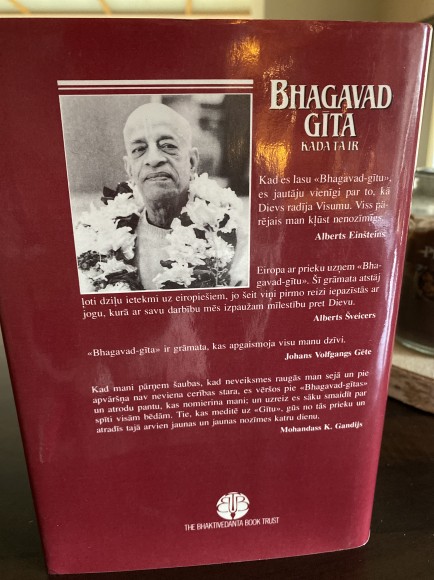 BHAGAVAD
GĪTĀ
KĀDA TĀ IR
Kad es lasu «Bhagavad-gītu»,
es jautāju vienīgi par to, kā
Dievs radīja Visumu. Viss pā-
rējais man kļūst nenozīmīgs.
Alberts Einšteins
Eiropa ar prieku uzņem «Bha-
gavad-gītu». Šī grāmata atstāj
ļoti dziļu ietekmi uz eiropiešiem, jo šeit viņi pirmo reizi iepazīstās ar
jogu, kurā ar savu darbību mēs izpaužam mīlestību pret Dievu.
Alberts Šveicers
«Bhagavad-gīta» ir grāmata, kas apgaismoja visu manu dzīvi.
Johans Volfgangs Gēte
Kad mani pārņem šaubas, kad neveiksmes raugās man sejā un pie
apvāršņa nav neviena cerības stara, es vēršos pie «Bhagavad-gītas»
un atrodu pantu, kas nomierina mani; un uzreiz es sāku smaidīt par
spīti visām bēdām. Tie, kas meditē uz «Gītu», gūs no tās prieku un
atradīs tajā arvien jaunas un jaunas nozīmes katru dienu.
Mohandass K. Gandijs
BBT
THE BHAKTIVEDANTA BOOK TRUST